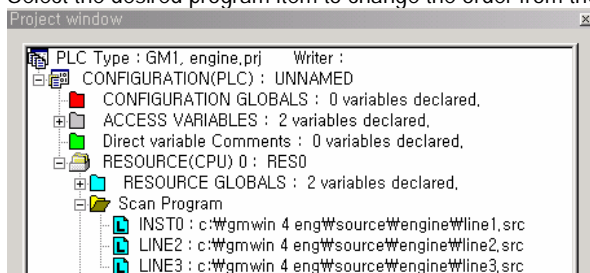 Select the desired program item to change the order from the
Project window
PLC Type : GM1, engine.prj Writer :
CONFIGURATION(PLC) : UNNAMED
CONFIGURATION GLOBALS : 0 variables declared.
ACCESS VARIABLES : 2 variables declared.
Direct variable Comments : 0 variables declared.
RESOURCE(CPU) 0 : RES0
RESOURCE GLOBALS : 2 variables declared.
Scan Program
INST0 : c:₩gmwin 4 eng₩source₩engine₩line1.src
LINE2 : c:₩gmwin 4 eng₩source₩engine₩line2.src
LINE3 : c:₩gmwin 4 eng₩source₩engine₩line3.src